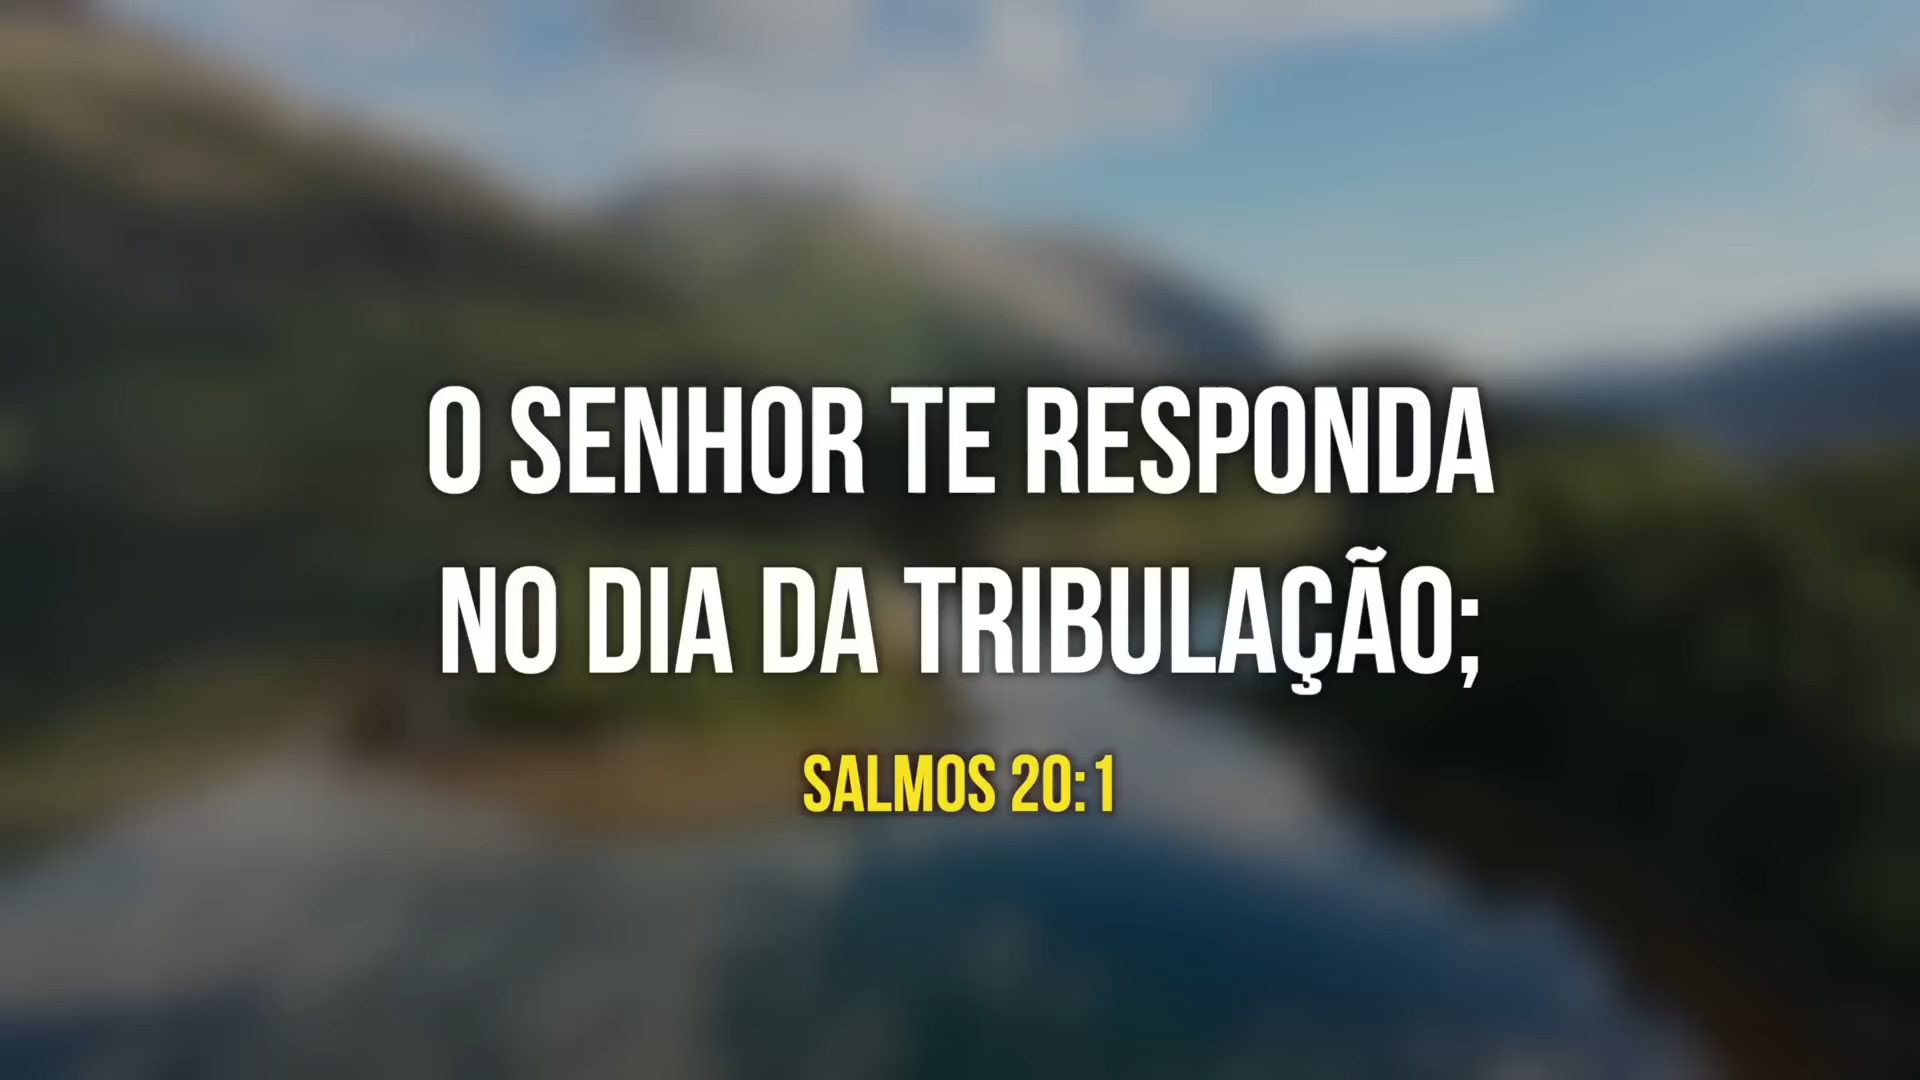 O SENHOR TE RESPONDA
NO DIA DA TRIBULAÇÃO;
SALMOS 20:1